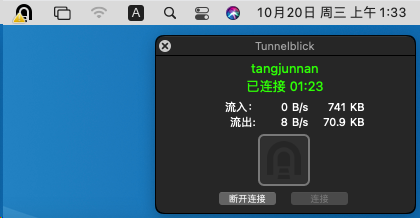 A 10月20日 周三 上午1:33
Tunnelblick
tangjunnan
已连接 01:23
流入: 0 B/s 741 KB
流出: 8 B/s 70.9 KB
断开连接 连接